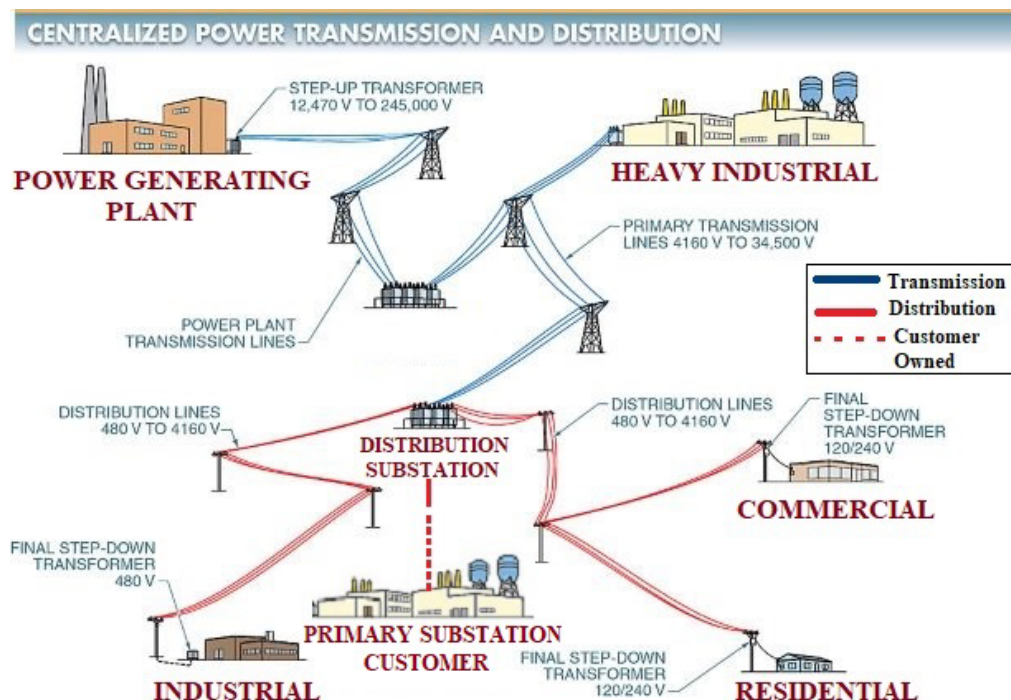 CENTRALIZED POWER TRANSMISSION AND DISTRIBUTION
STEP-UP TRANSFORMER
12,470 V TO 245,000 V
POWER GENERATING
PLANT
HEAVY INDUSTRIAL
PRIMARY TRANSMISSION
LINES 4160 V TO 34,500 V
Transmission
Distribution
Customer
Owned
POWER PLANT
TRANSMISSION LINES
DISTRIBUTION LINES
480 V TO 4160 V
DISTRIBUTION
SUBSTATION
DISTRIBUTION LINES
480 V TO 4160 V
FINAL
STEP-DOWN
TRANSFORMER
120/240 V
COMMERCIAL
FINAL STEP-DOWN
TRANSFORMER
480 V
INDUSTRIAL
PRIMARY SUBSTATION
CUSTOMER
FINAL STEP-DOWN
TRANSFORMER
120/240 V
RESIDENTIAL